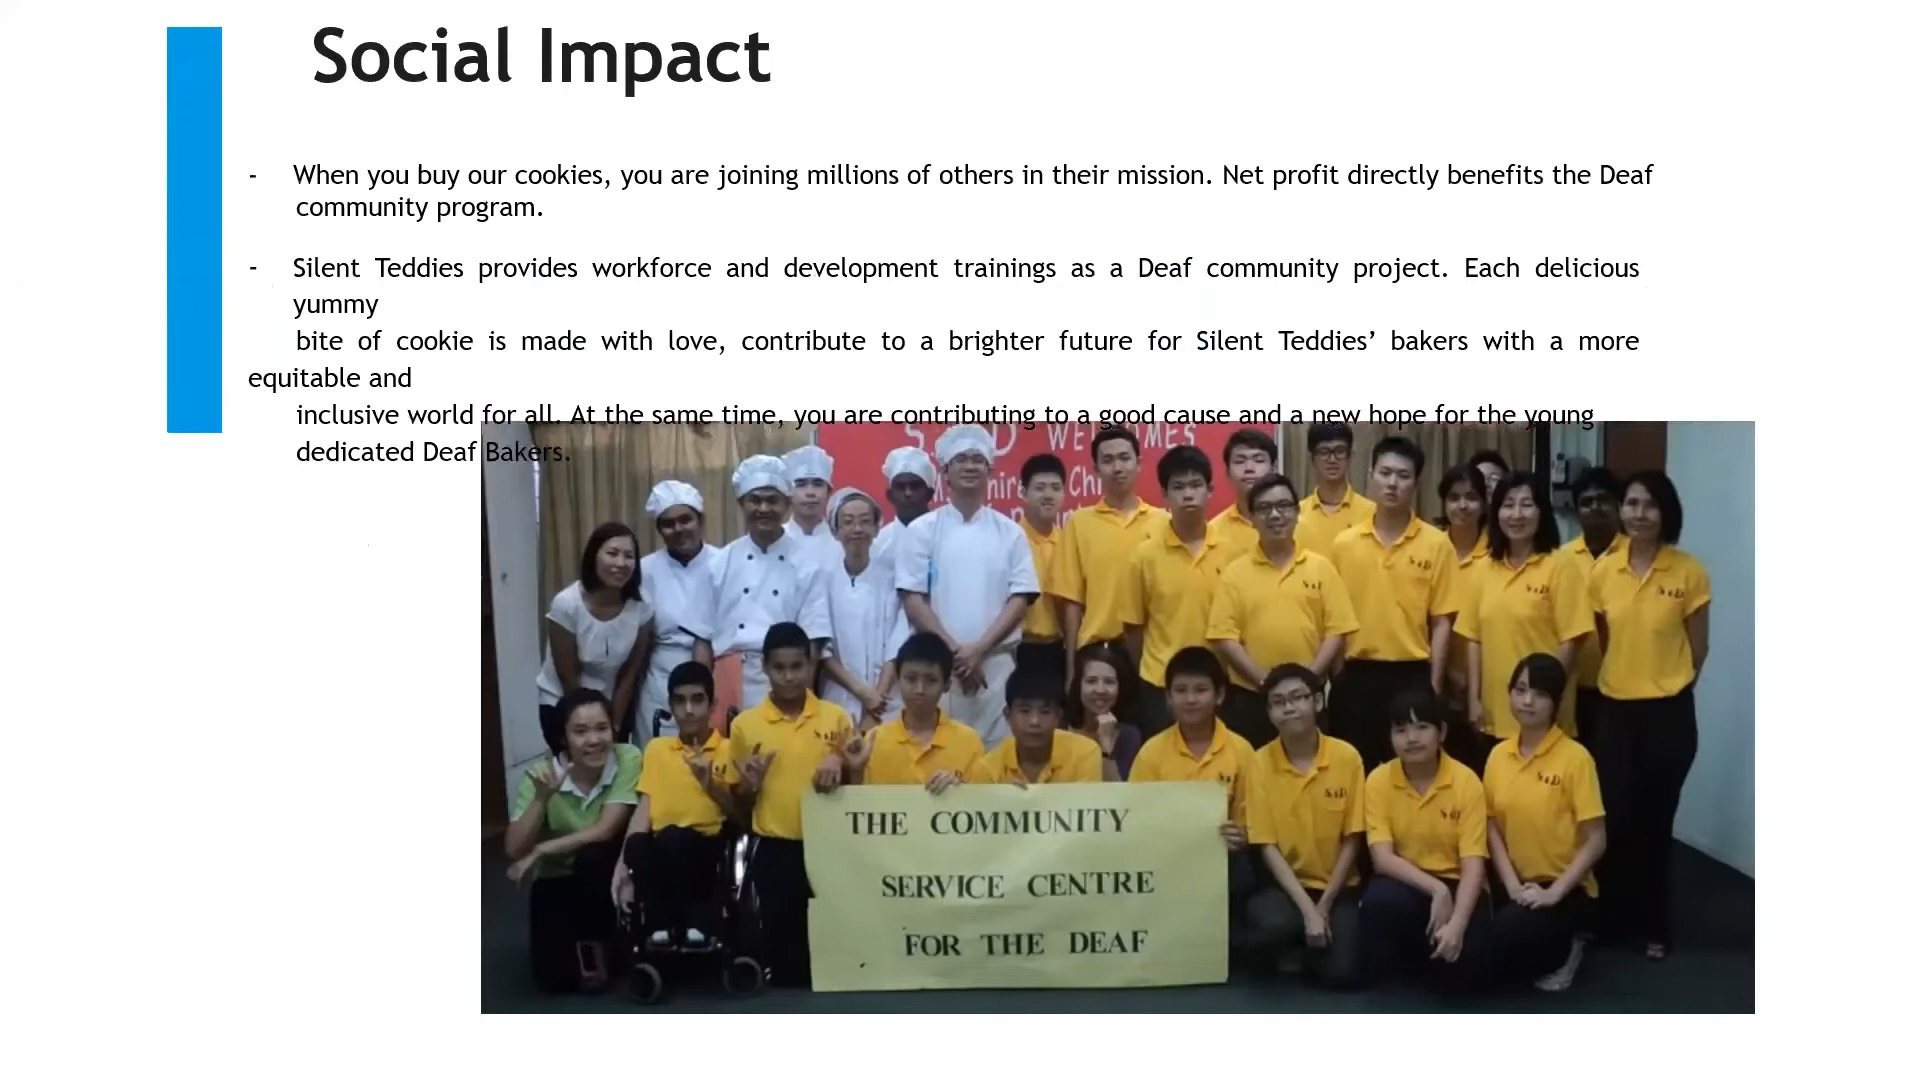 Social Impact
- When you buy our cookies, you are joining millions of others in their mission. Net profit directly benefits the Deaf
community program.
- Silent Teddies provides workforce and development trainings as a Deaf community project. Each delicious
yummy
bite of cookie is made with love, contribute to a brighter future for Silent Teddies’ bakers with a more
equitable and
inclusive world for all. At the same time, you are contributing to a good cause and a new hope for the young
dedicated Deaf Bakers.
WELCOMES
THE COMMUNITY
SERVICE CENTRE
FOR THE DEAF